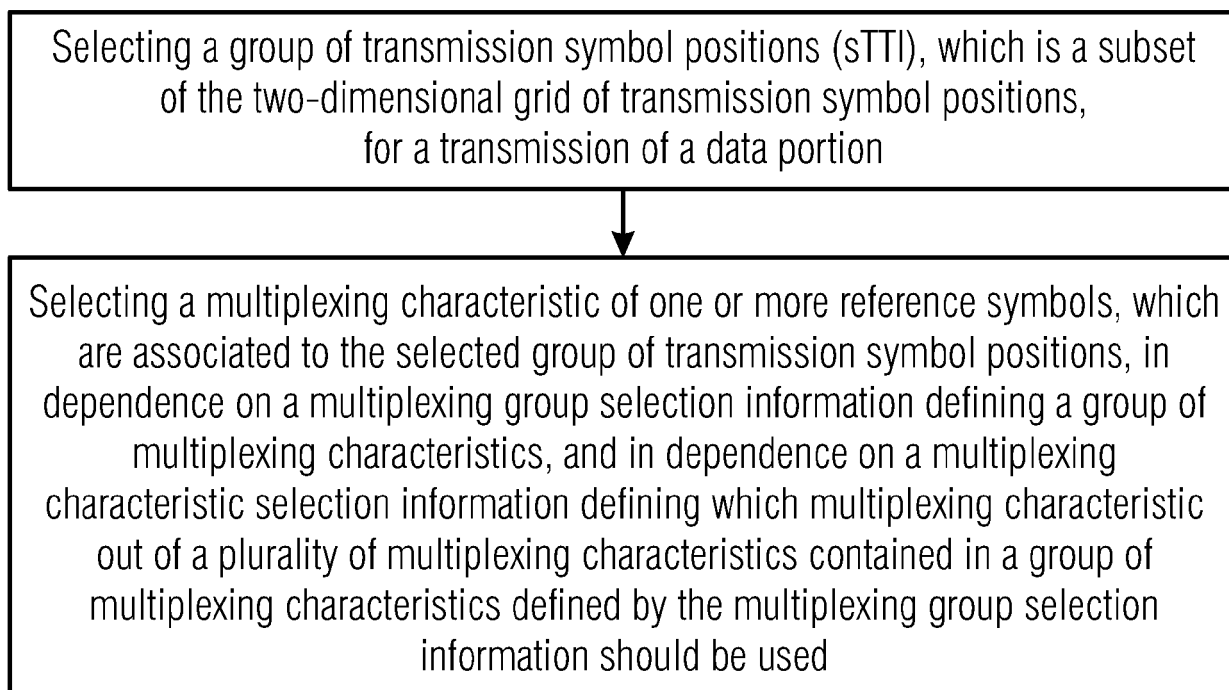 Selecting a group of transmission symbol positions (sTTI), which is a subset
of the two-dimensional grid of transmission symbol positions,
for a transmission of a data portion
Selecting a multiplexing characteristic of one or more reference symbols, which
are associated to the selected group of transmission symbol positions, in
dependence on a multiplexing group selection information defining a group of
multiplexing characteristics, and in dependence on a multiplexing
characteristic selection information defining which multiplexing characteristic
out of a plurality of multiplexing characteristics contained in a group of
multiplexing characteristics defined by the multiplexing group selection
information should be used